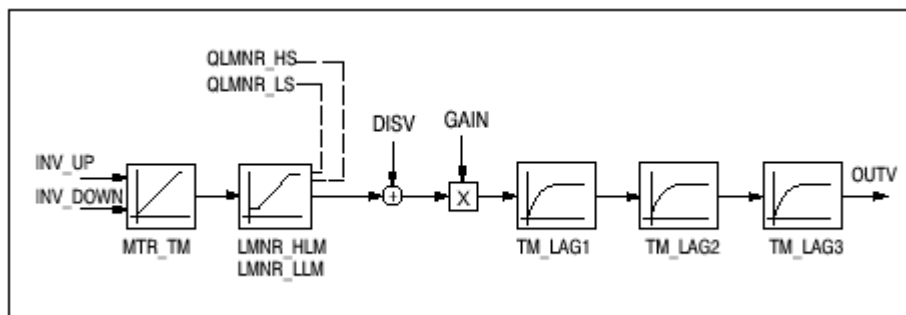 QLMNR_HS
QLMNR_LS
DISV
GAIN
INV_UP
INV_DOWN
OUTV
+
X
MTR_TM
LMNR_HLM
LMNR_LLM
TM_LAG1
TM_LAG2
TM_LAG3